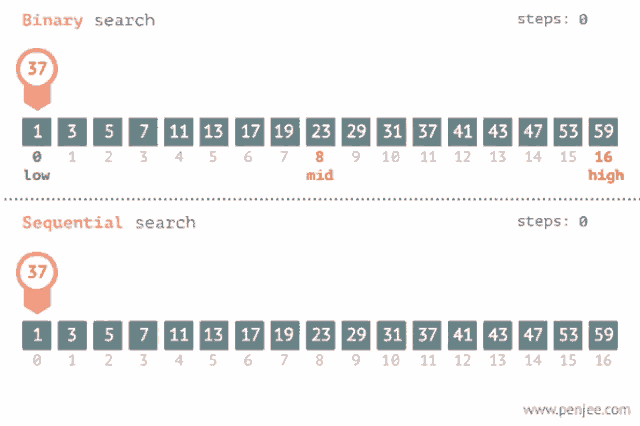 Binary search steps: 0
37
1 3 5 7 11 13 17 19 23 29 31 37 41 43 47 53 59
0 1 2 3 4 5 6 7 8 9 10 11 12 13 14 15 16
low mid high
Sequential search steps: 0
37
1 3 5 7 11 13 17 19 23 29 31 37 41 43 47 53 59
0 1 2 3 4 5 6 7 8 9 10 11 12 13 14 15 16
www.penjee.com